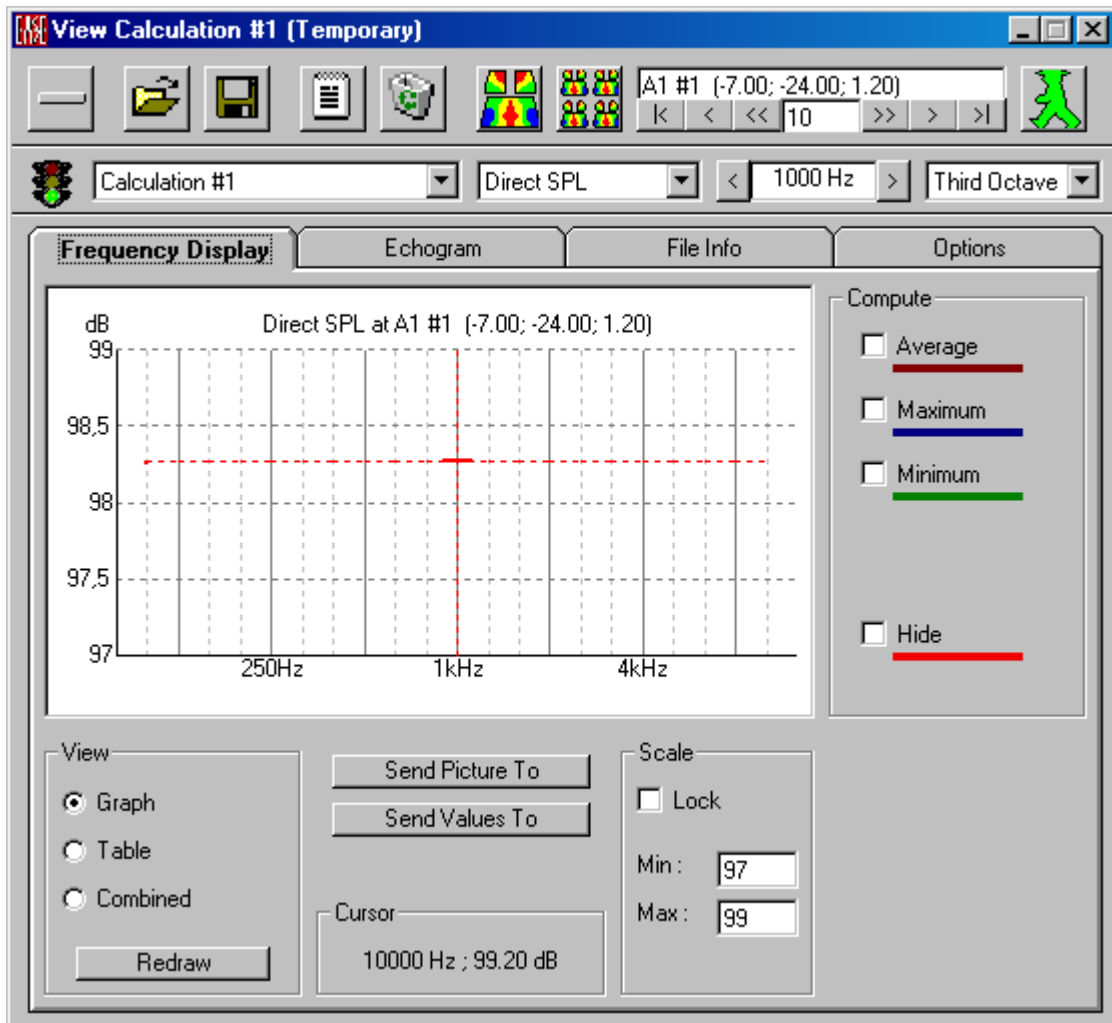 EASE View Calculation #1 (Temporary)
A1 #1 (-7.00; -24.00; 1.20)
|< < << 10 >> > >|
Calculation #1 Direct SPL < 1000 Hz > Third Octave
Frequency Display Echogram File Info Options
Direct SPL at A1 #1 (-7.00; -24.00; 1.20)
dB
99
98,5
98
97,5
97
250Hz 1kHz 4kHz
Compute
Average
Maximum
Minimum
Hide
View
Graph
Table
Combined
Redraw
Send Picture To
Send Values To
Cursor
10000 Hz ; 99.20 dB
Scale
Lock
Min : 97
Max : 99